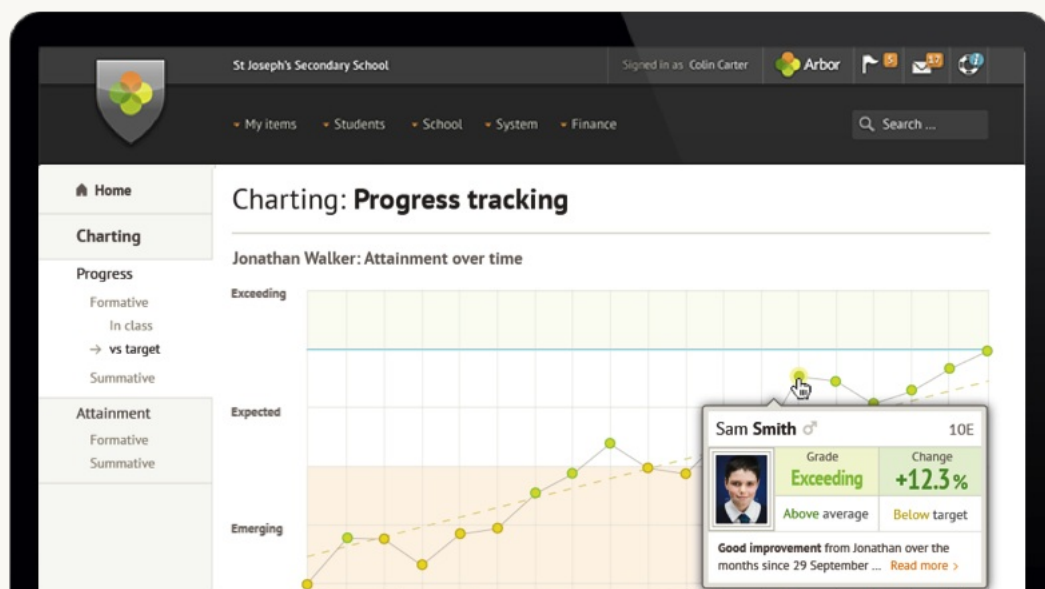 St Joseph's Secondary School
Signed in as Colin Carter
Arbor
5
17
i
My items
Students
School
System
Finance
Search ...
Home
Charting
Progress
Formative
In class
→ vs target
Summative
Attainment
Formative
Summative
Charting: Progress tracking
Jonathan Walker: Attainment over time
Exceeding
Expected
Emerging
Sam Smith ♂
10E
Grade
Exceeding
Change
+12.3%
Above average
Below target
Good improvement from Jonathan over the
months since 29 September ... Read more >